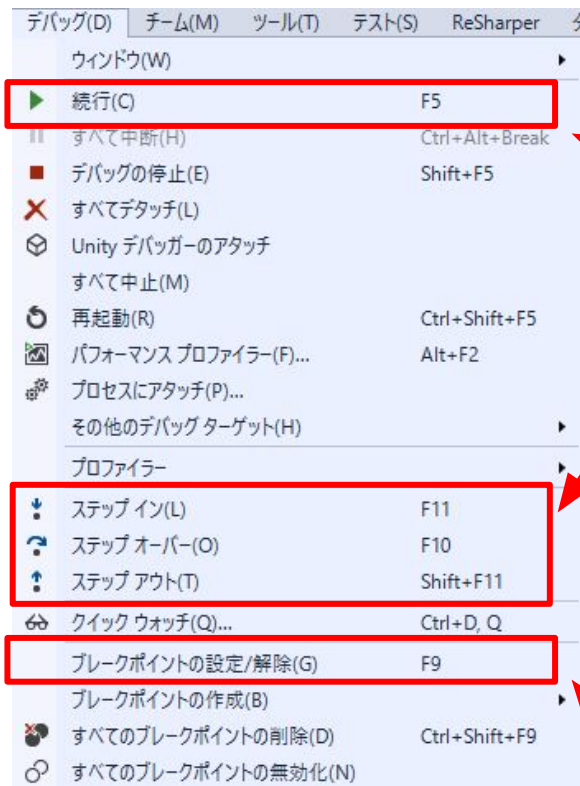 デバッグ(D) チーム(M) ツール(T) テスト(S) ReSharper
ウィンドウ(W)
続行(C) F5
すべて中断(H) Ctrl+Alt+Break
デバッグの停止(E) Shift+F5
すべてデタッチ(L)
Unity デバッガーのアタッチ
すべて中止(M)
再起動(R) Ctrl+Shift+F5
パフォーマンス プロファイラー(F)... Alt+F2
プロセスにアタッチ(P)...
その他のデバッグ ターゲット(H)
プロファイラー
ステップ イン(L) F11
ステップ オーバー(O) F10
ステップ アウト(T) Shift+F11
クイック ウォッチ(Q)... Ctrl+D, Q
ブレークポイントの設定/解除(G) F9
ブレークポイントの作成(B)
すべてのブレークポイントの削除(D) Ctrl+Shift+F9
すべてのブレークポイントの無効化(N)